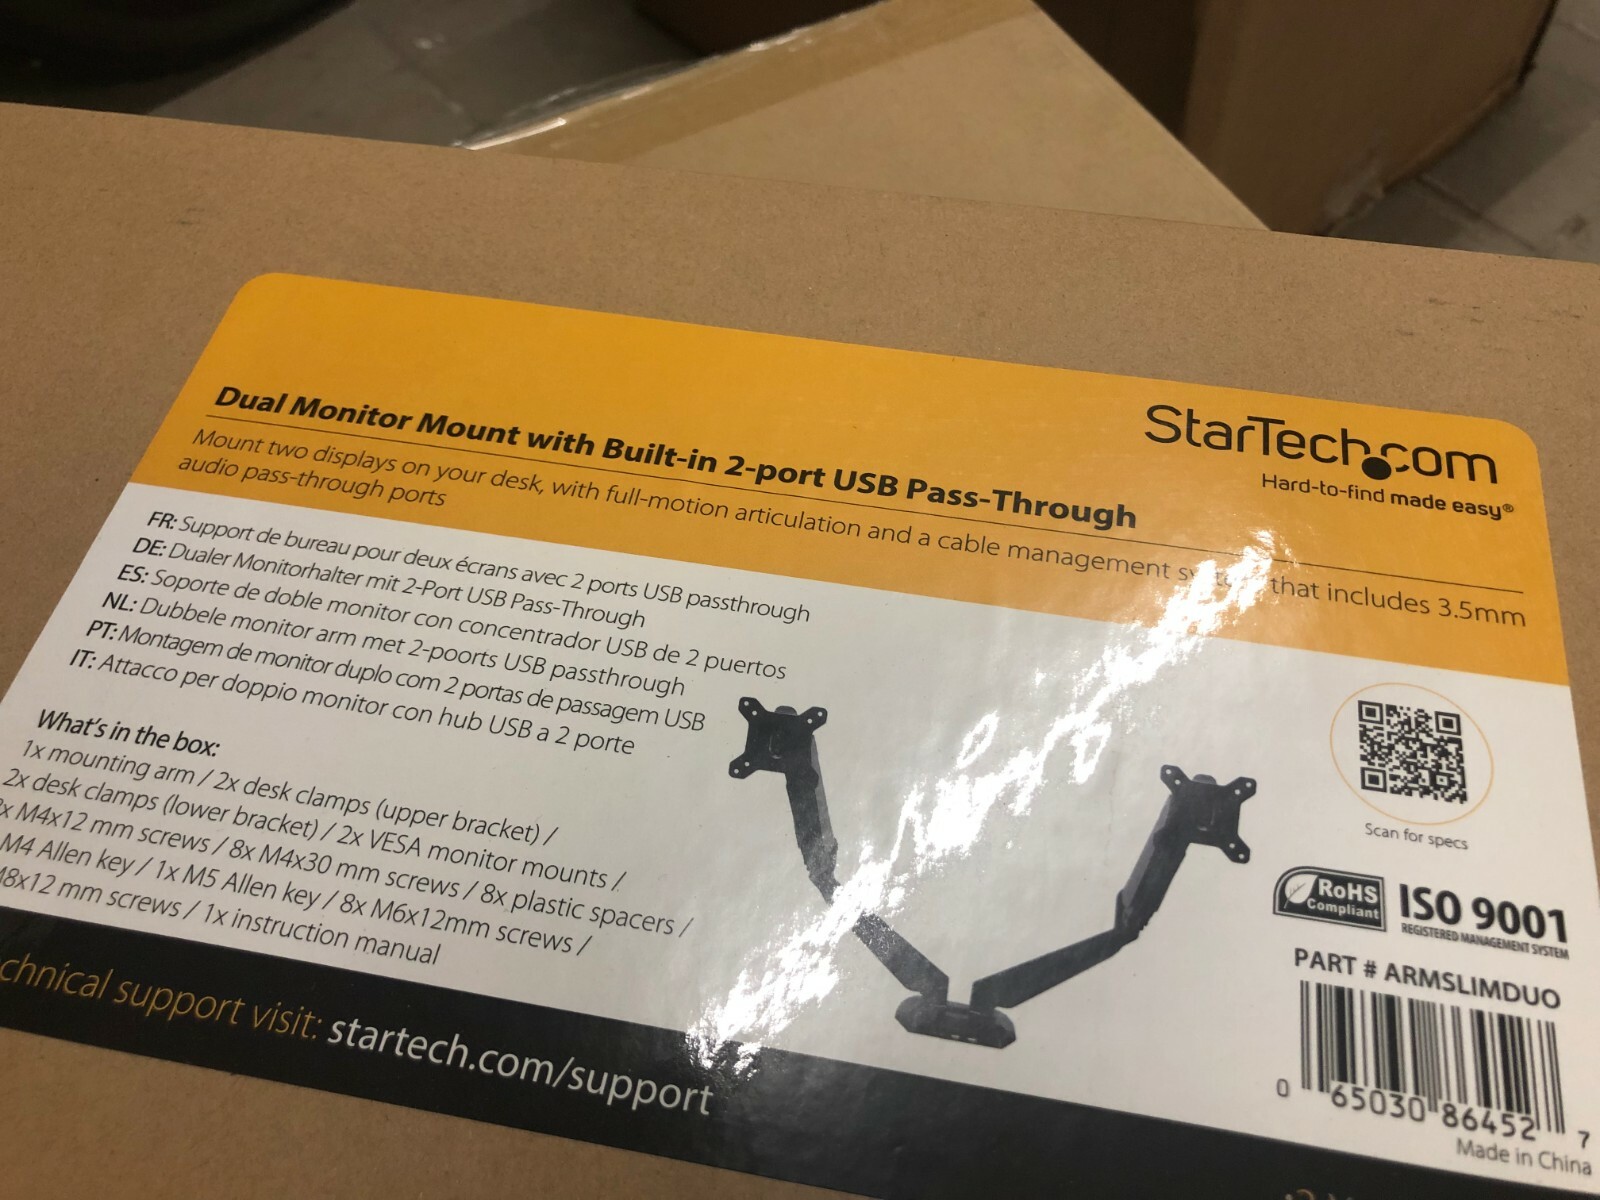 StarTech.com
Hard-to-find made easy®
Dual Monitor Mount with Built-in 2-port USB Pass-Through
Mount two displays on your desk, with full-motion articulation and a cable management system that includes 3.5mm
audio pass-through ports
FR: Support de bureau pour deux écrans avec 2 ports USB passthrough
DE: Dualer Monitorhalter mit 2-Port USB Pass-Through
ES: Soporte de doble monitor con concentrador USB de 2 puertos
NL: Dubbele monitor arm met 2-poorts USB passthrough
PT: Montagem de monitor duplo com 2 portas de passagem USB
IT: Attacco per doppio monitor con hub USB a 2 porte
What's in the box:
1x mounting arm / 2x desk clamps (upper bracket) /
2x desk clamps (lower bracket) / 2x VESA monitor mounts /
M4x12 mm screws / 8x M4x30 mm screws / 8x plastic spacers /
M4 Allen key / 1x M5 Allen key / 8x M6x12mm screws /
mm screws / 1x instruction manual
support visit: startech.com/support
Scan for specs
RoHS
Compliant
ISO 9001
REGISTERED MANAGEMENT SYSTEM
PART # ARMSLIMDUO
0 65030 86452 7
Made in China